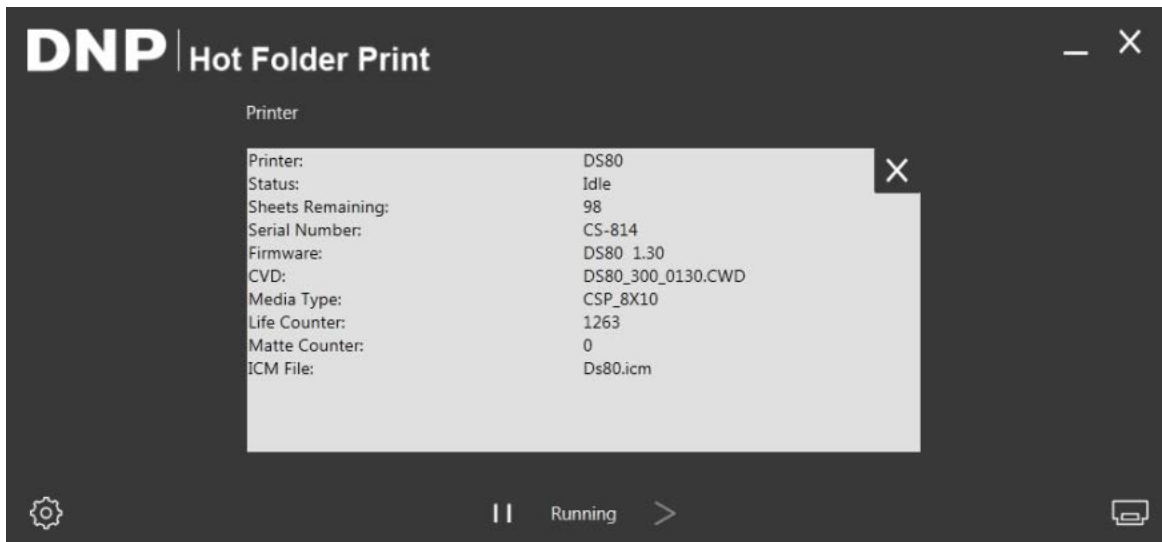 DNP Hot Folder Print
Printer
Printer: DS80
Status: Idle
Sheets Remaining: 98
Serial Number: CS-814
Firmware: DS80 1.30
CVD: DS80_300_0130.CWD
Media Type: CSP_8X10
Life Counter: 1263
Matte Counter: 0
ICM File: Ds80.icm
Running